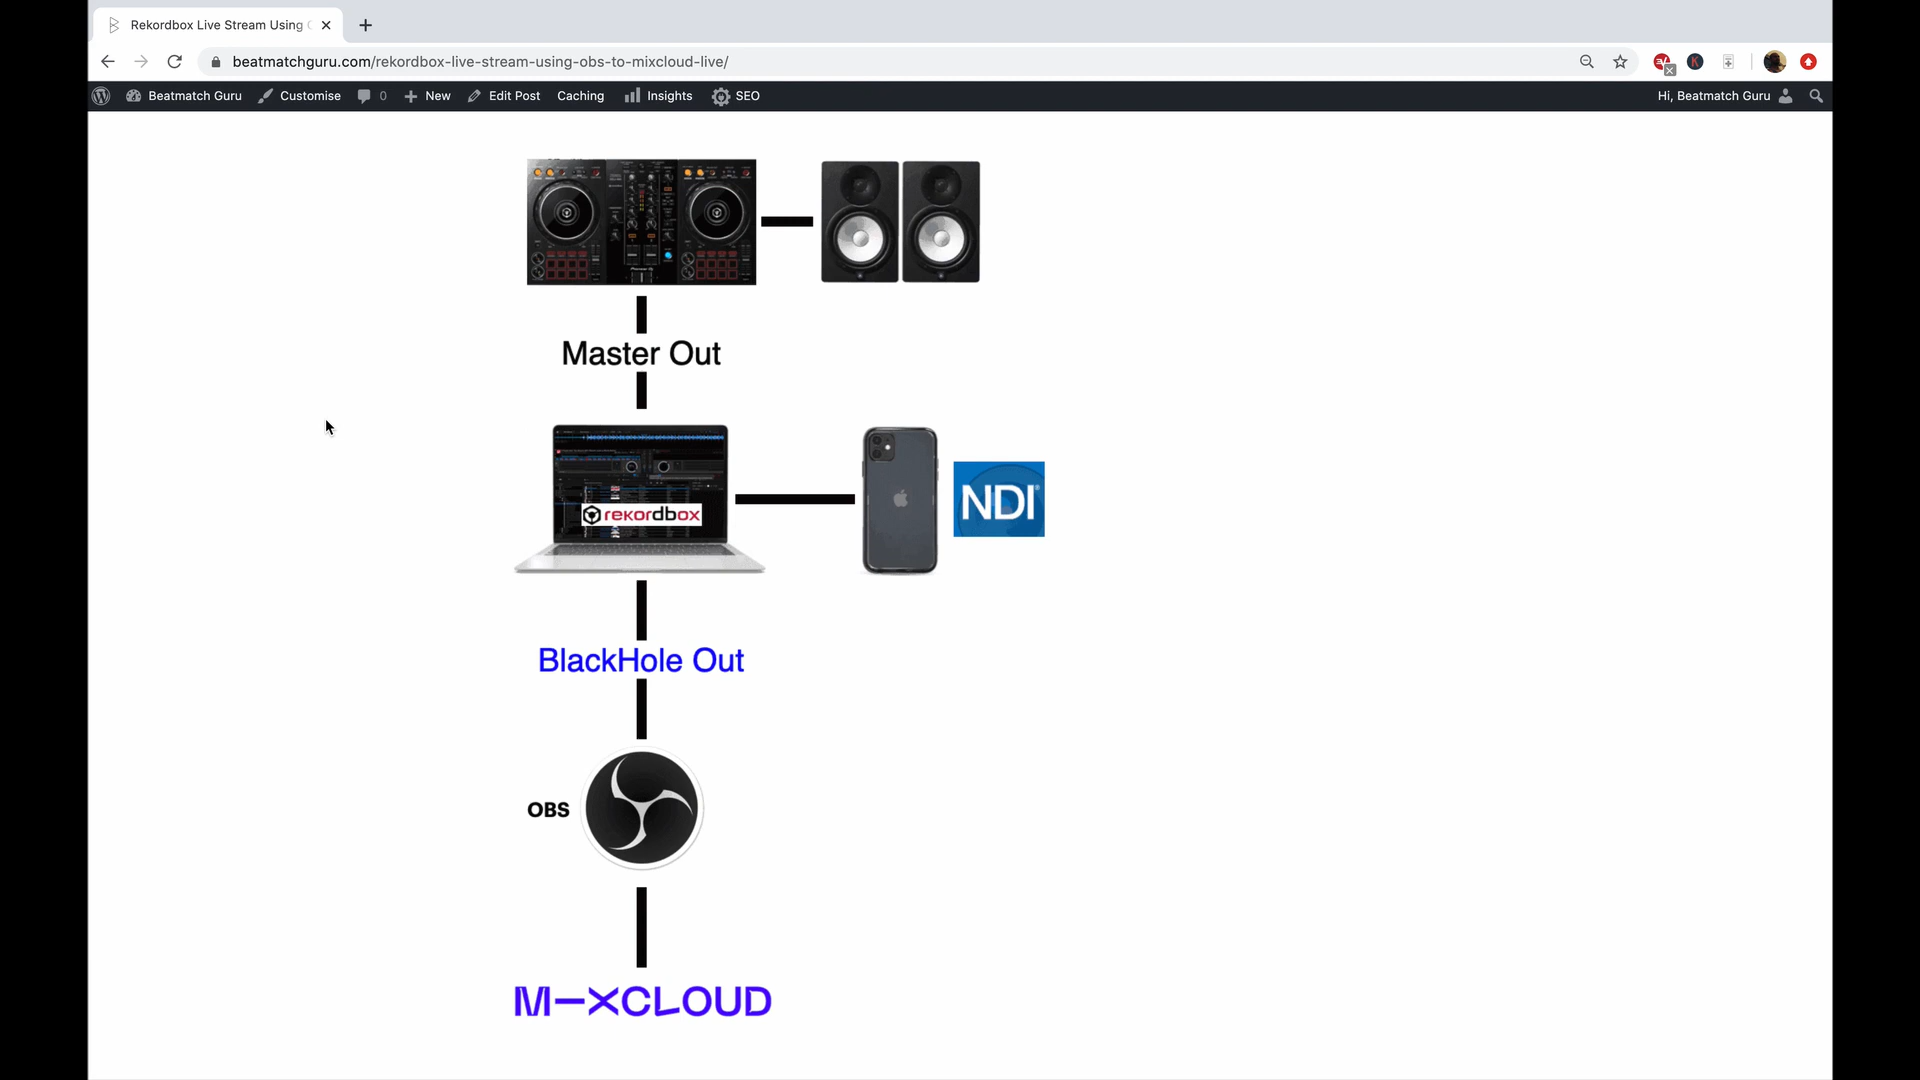 Rekordbox Live Stream Using
beatmatchguru.com/rekordbox-live-stream-using-obs-to-mixcloud-live/
Beatmatch Guru Customise 0 New Edit Post Caching Insights SEO Hi, Beatmatch Guru
Master Out
rekordbox
NDI®
BlackHole Out
OBS
M-XCLOUD